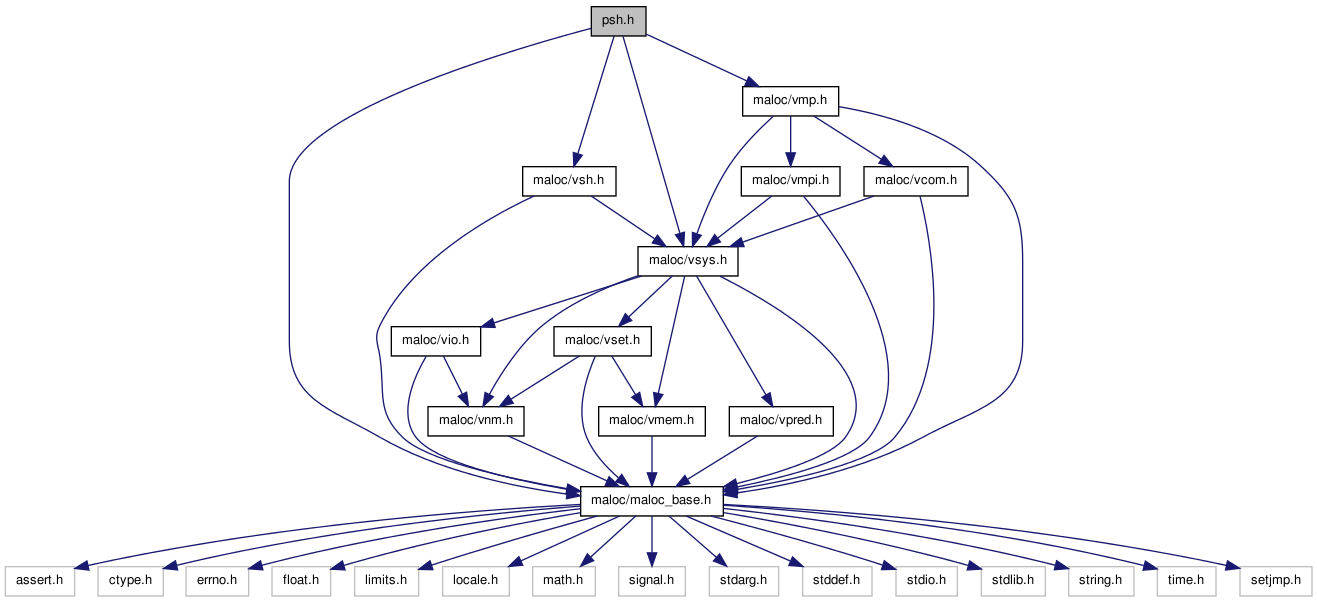 psh.h
maloc/vmp.h
maloc/vsh.h
maloc/vmpi.h
maloc/vcom.h
maloc/vsys.h
maloc/vio.h
maloc/vset.h
maloc/vnm.h
maloc/vmem.h
maloc/vpred.h
maloc/maloc_base.h
assert.h
ctype.h
errno.h
float.h
limits.h
locale.h
math.h
signal.h
stdarg.h
stddef.h
stdio.h
stdlib.h
string.h
time.h
setjmp.h